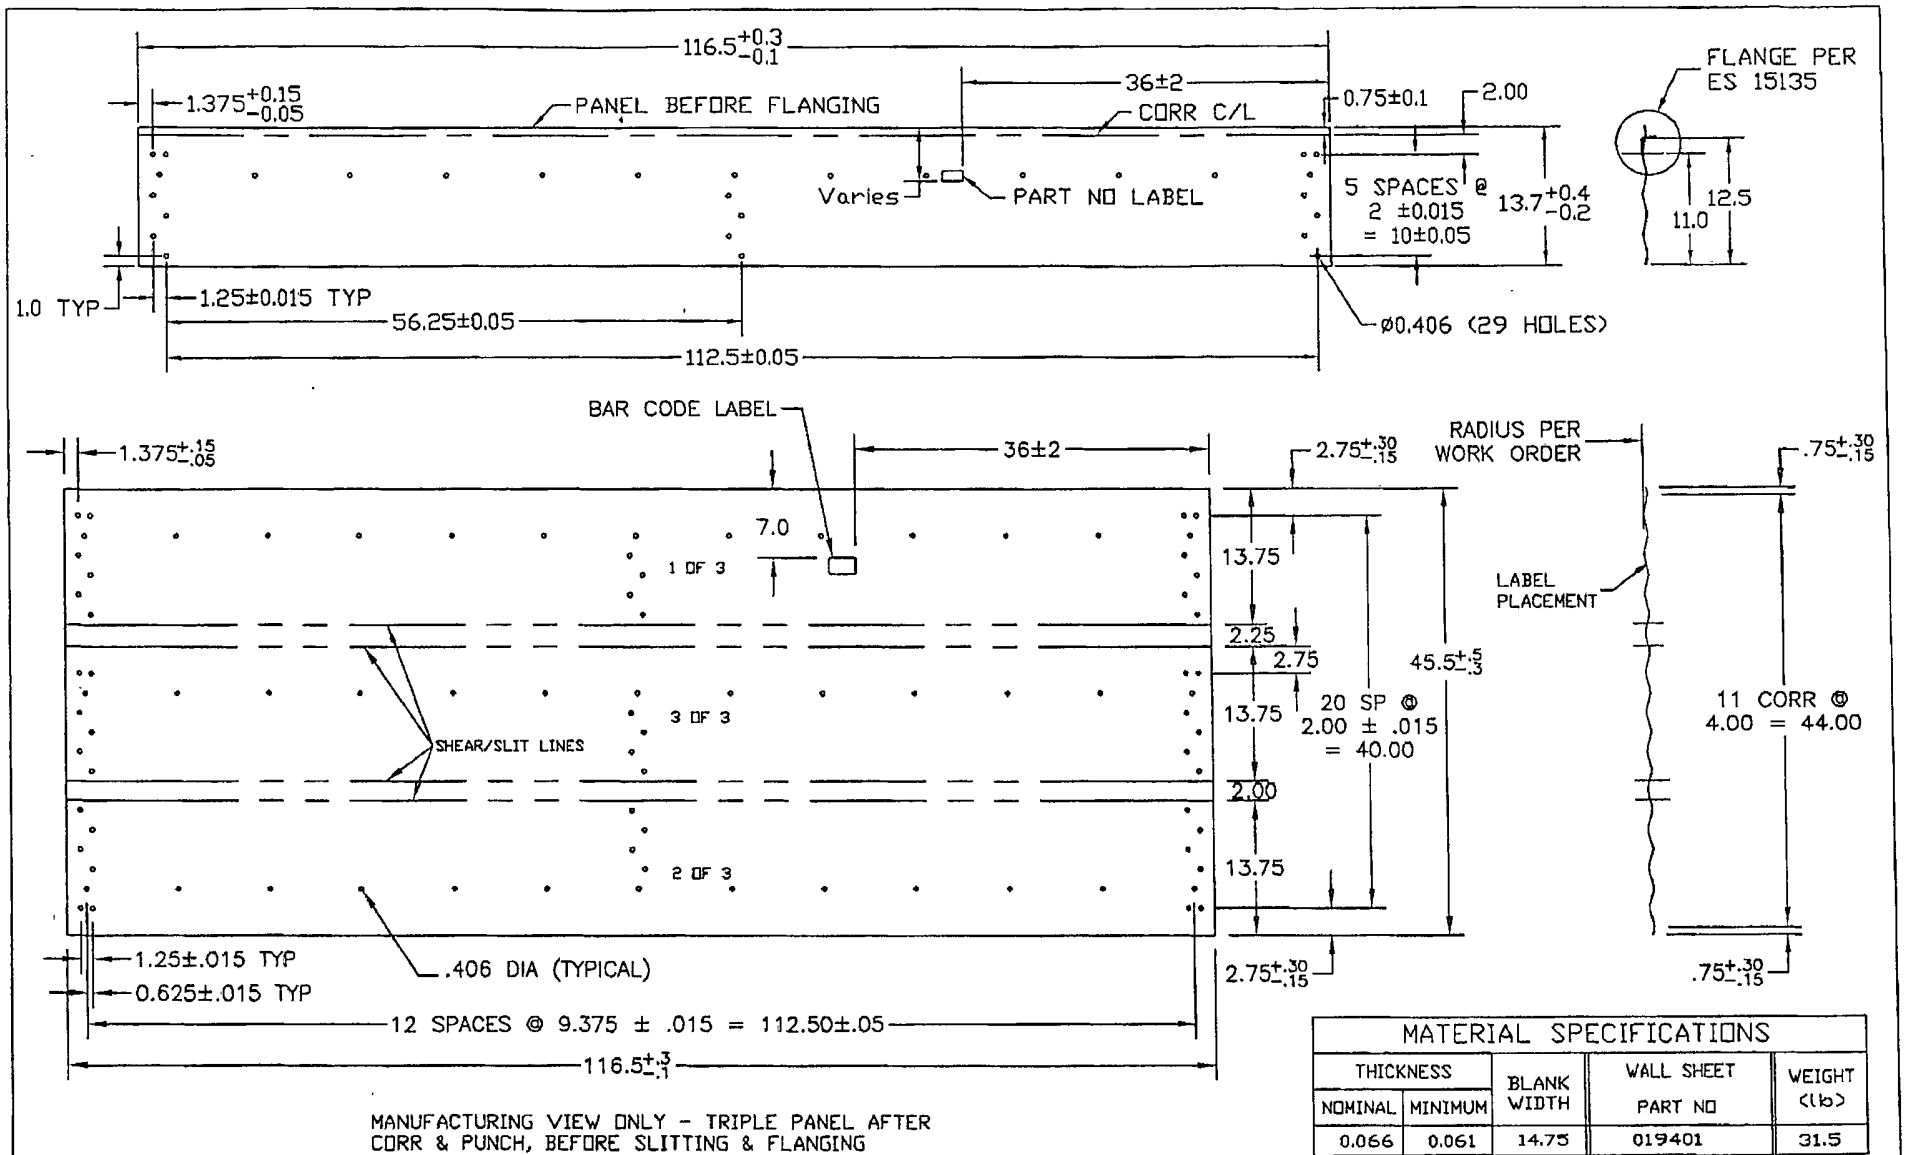 116.5+0.3
-0.1
36±2
FLANGE PER
ES 15135
1.375+0.15
-0.05
PANEL BEFORE FLANGING
CORR C/L
0.75±0.1
2.00
Varies
PART NO LABEL
5 SPACES @
2 ±0.015
= 10±0.05
13.7+0.4
-0.2
11.0
12.5
1.0 TYP
1.25±0.015 TYP
56.25±0.05
Ø0.406 (29 HOLES)
112.5±0.05
BAR CODE LABEL
1.375+.15
-.05
36±2
2.75+.30
-.15
RADIUS PER
WORK ORDER
.75+.30
-.15
7.0
13.75
1 OF 3
LABEL
PLACEMENT
2.25
2.75
45.5+.5
-.3
3 OF 3
13.75
20 SP @
2.00 ± .015
= 40.00
11 CORR @
4.00 = 44.00
SHEAR/SLIT LINES
2.00
13.75
2 OF 3
1.25±.015 TYP
.406 DIA (TYPICAL)
2.75+.30
-.15
.75+.30
-.15
0.625±.015 TYP
12 SPACES @ 9.375 ± .015 = 112.50±.05
116.5+.3
-.1
MATERIAL SPECIFICATIONS
THICKNESS
BLANK
WIDTH
WALL SHEET
PART NO
WEIGHT
(lb)
NOMINAL
MINIMUM
0.066
0.061
14.75
019401
31.5
MANUFACTURING VIEW ONLY - TRIPLE PANEL AFTER
CORR & PUNCH, BEFORE SLITTING & FLANGING